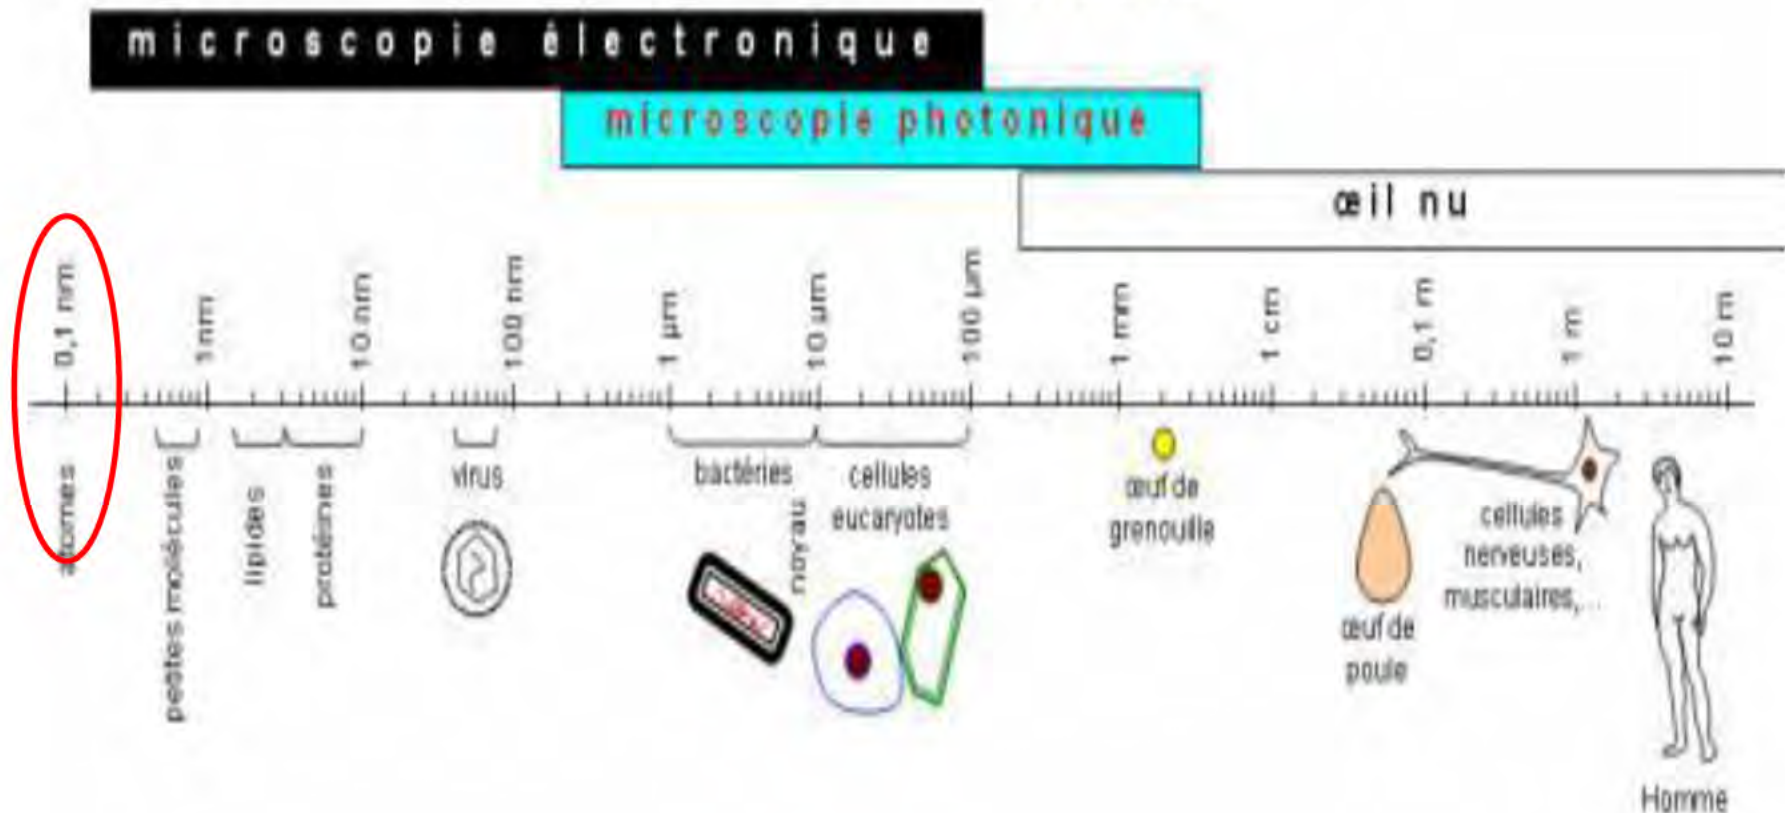 microscopie électronique
microscopie photonique
œil nu
0,1 nm
1nm
10 nm
100 nm
1 µm
10 µm
100 µm
1 mm
1 cm
0,1 m
1 m
10 m
atomes
petites molécules
lipides
protéines
virus
bactéries
noyau
cellules
eucaryotes
œuf de
grenouille
œuf de
poule
cellules
nerveuses,
musculaires,...
Homme